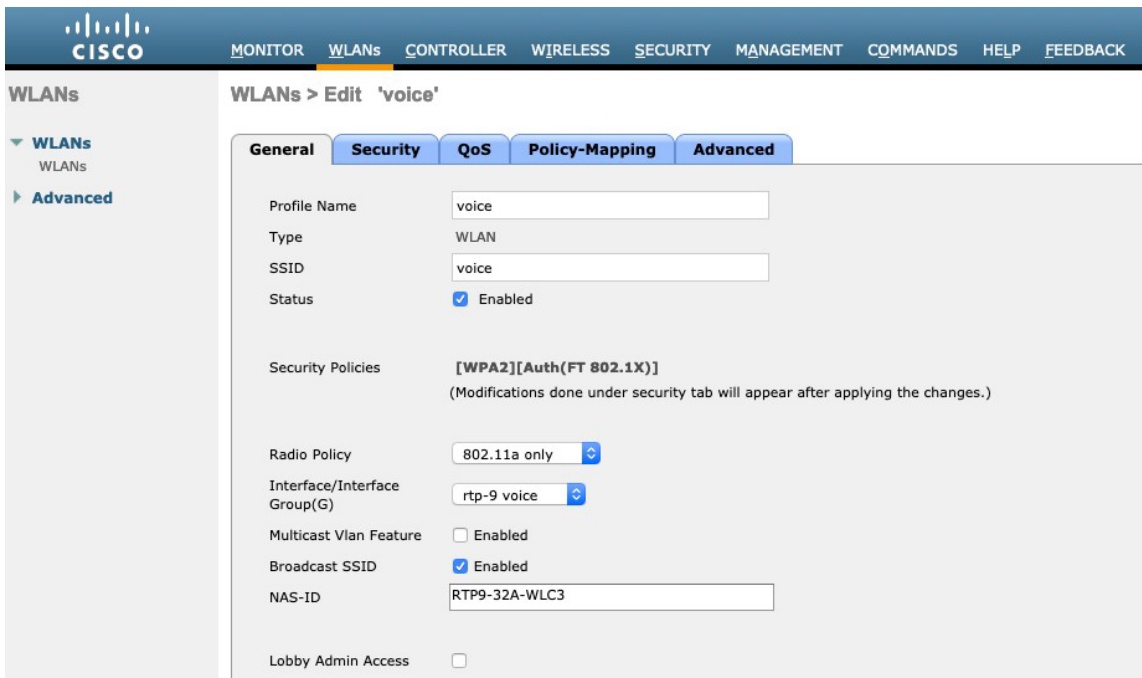 CISCO
MONITOR WLANs CONTROLLER WIRELESS SECURITY MANAGEMENT COMMANDS HELP FEEDBACK
WLANs
WLANs
WLANs
Advanced
WLANs > Edit 'voice'
General Security QoS Policy-Mapping Advanced
Profile Name voice
Type WLAN
SSID voice
Status Enabled
Security Policies [WPA2][Auth(FT 802.1X)]
(Modifications done under security tab will appear after applying the changes.)
Radio Policy 802.11a only
Interface/Interface
Group(G) rtp-9 voice
Multicast Vlan Feature Enabled
Broadcast SSID Enabled
NAS-ID RTP9-32A-WLC3
Lobby Admin Access